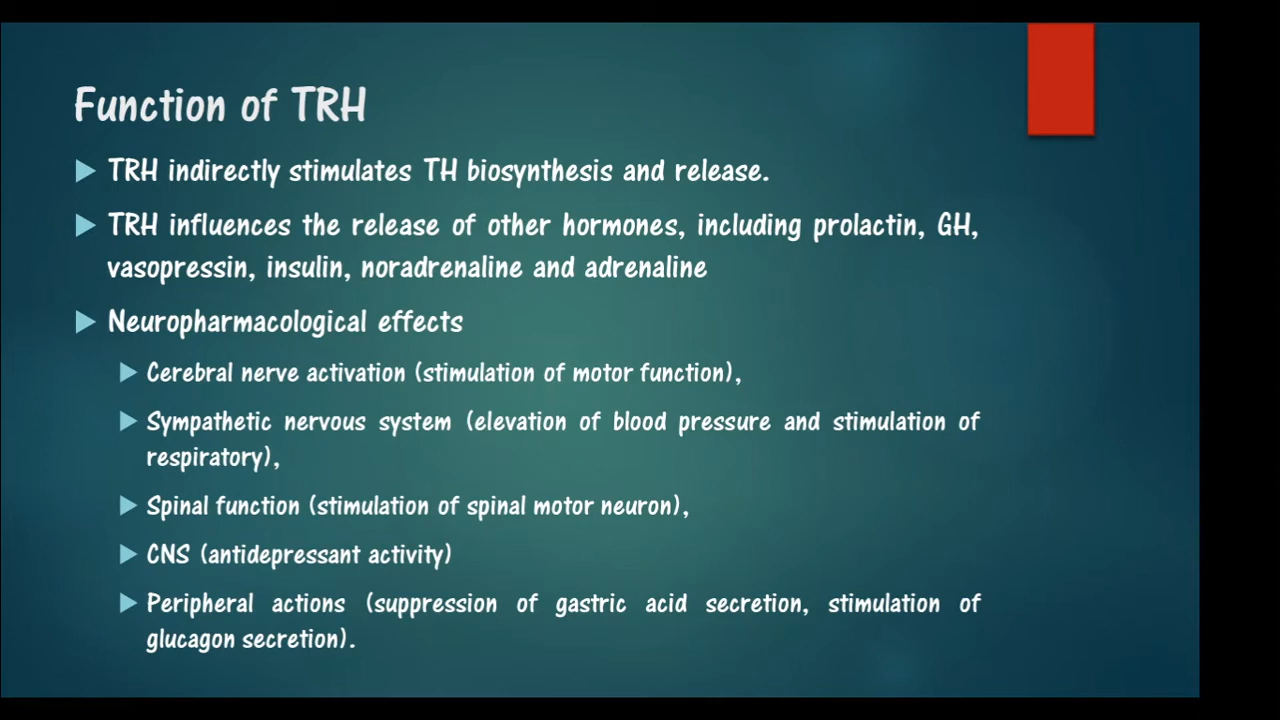 Function of TRH
TRH indirectly stimulates TH biosynthesis and release.
TRH influences the release of other hormones, including prolactin, GH,
vasopressin, insulin, noradrenaline and adrenaline
Neuropharmacological effects
Cerebral nerve activation (stimulation of motor function),
Sympathetic nervous system (elevation of blood pressure and stimulation of
respiratory),
Spinal function (stimulation of spinal motor neuron),
CNS (antidepressant activity)
Peripheral actions (suppression of gastric acid secretion, stimulation of
glucagon secretion).